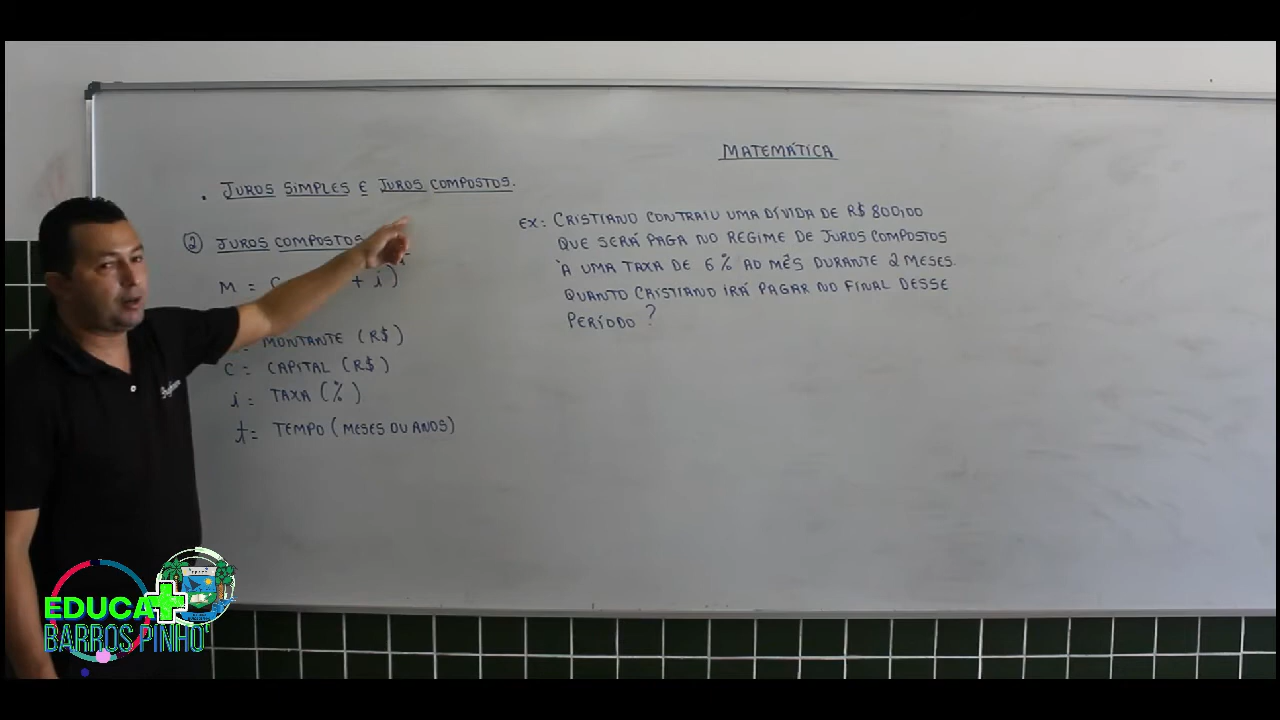 MATEMÁTICA
. JUROS SIMPLES E JUROS COMPOSTOS.
② JUROS COMPOSTOS
M = C + i)
MONTANTE (R$)
C = CAPITAL (R$)
i = TAXA (%)
t = TEMPO (MESES OU ANOS)
EX: CRISTIANO CONTRAIU UMA DÍVIDA DE R$ 800,00
QUE SERÁ PAGA NO REGIME DE JUROS COMPOSTOS
À UMA TAXA DE 6% AO MÊS DURANTE 2 MESES.
QUANTO CRISTIANO IRÁ PAGAR NO FINAL DESSE
PERÍODO?
EDUCA+
BARROS PINHO